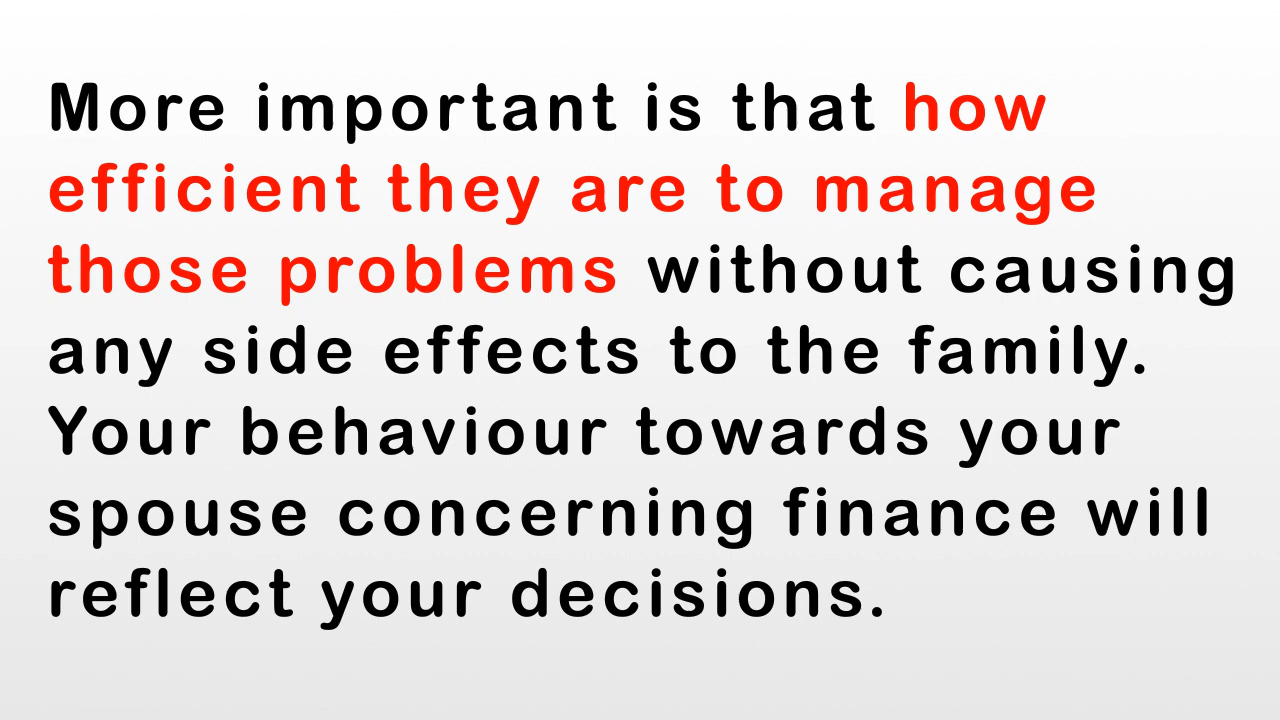 More important is that how
efficient they are to manage
those problems without causing
any side effects to the family.
Your behaviour towards your
spouse concerning finance will
reflect your decisions.